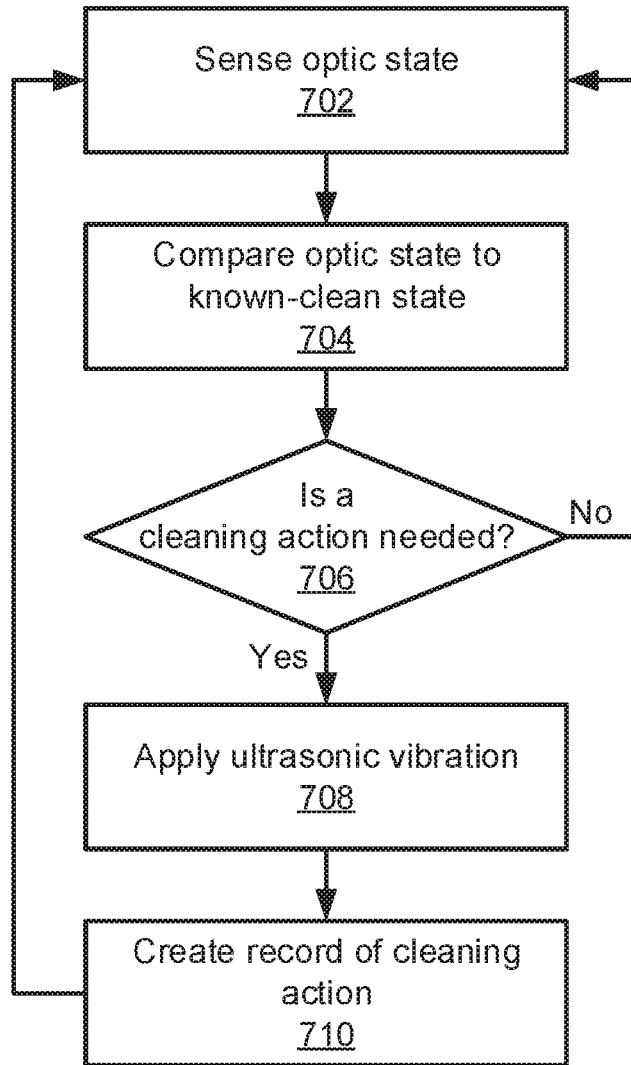 Sense optic state
702
Compare optic state to
known-clean state
704
Is a
cleaning action needed?
706
No
Yes
Apply ultrasonic vibration
708
Create record of cleaning
action
710